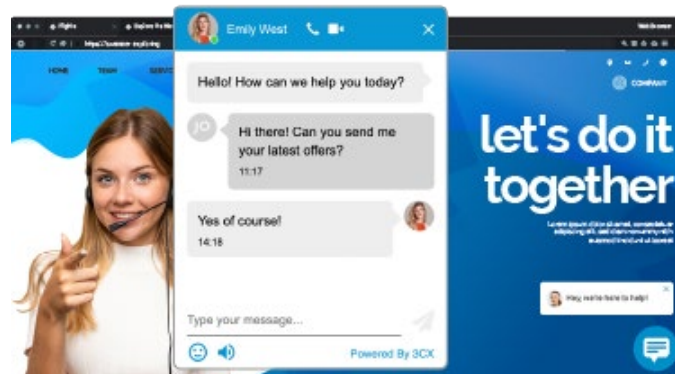 Emily West
Hello! How can we help you today?
JO
Hi there! Can you send me
your latest offers?
11:17
Yes of course!
14:18
Type your message...
Powered By 3CX
HOME
TEAM
COMPANY
let's do it
together
Hey, we're here to help!